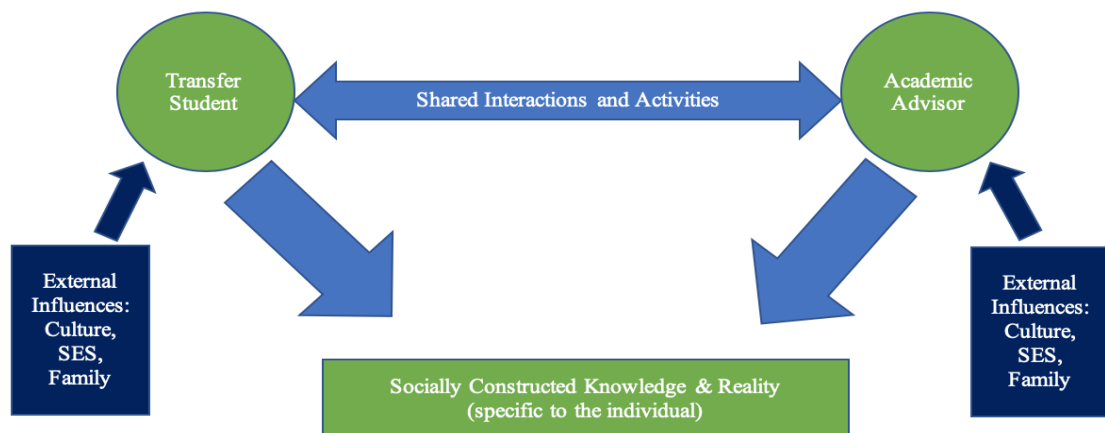 Transfer
Student
Shared Interactions and Activities
Academic
Advisor
External
Influences:
Culture,
SES,
Family
External
Influences:
Culture,
SES,
Family
Socially Constructed Knowledge & Reality
(specific to the individual)